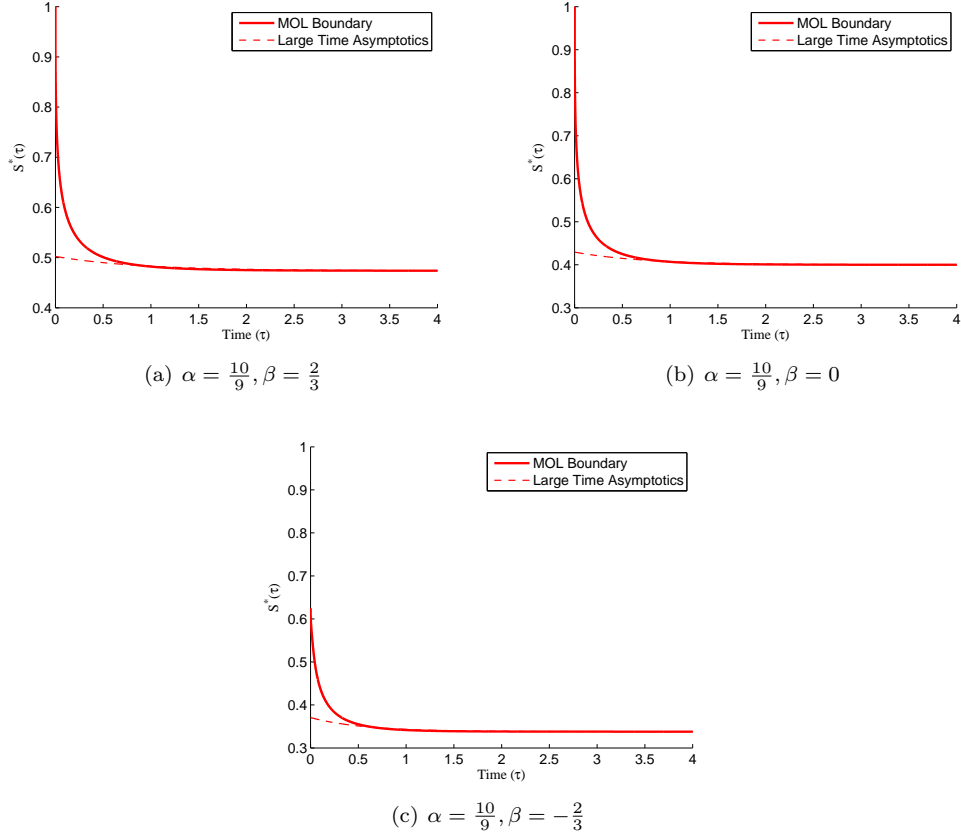 1
0.9
0.8
0.7
0.6
0.5
0.4
S*(τ)
0 0.5 1 1.5 2 2.5 3 3.5 4
Time (τ)
MOL Boundary
Large Time Asymptotics
(a) α = 10/9, β = 2/3
1
0.9
0.8
0.7
0.6
0.5
0.4
0.3
S*(τ)
0 0.5 1 1.5 2 2.5 3 3.5 4
Time (τ)
MOL Boundary
Large Time Asymptotics
(b) α = 10/9, β = 0
1
0.9
0.8
0.7
0.6
0.5
0.4
0.3
S*(τ)
0 0.5 1 1.5 2 2.5 3 3.5 4
Time (τ)
MOL Boundary
Large Time Asymptotics
(c) α = 10/9, β = −2/3